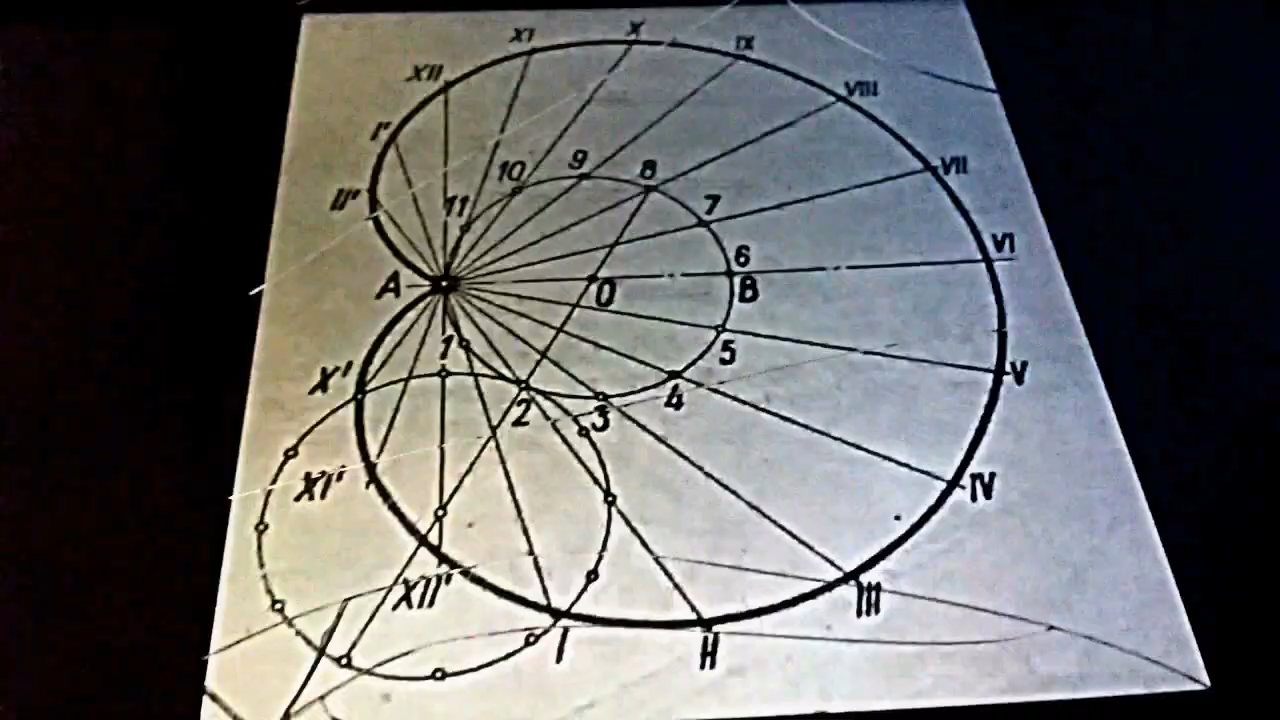 XI X IX
XII VIII
I'
10 9 8 VII
II' 11 7
6 VI
A O B
1 5
X' 2 3 4 V
XI' IV
XII' III
I II